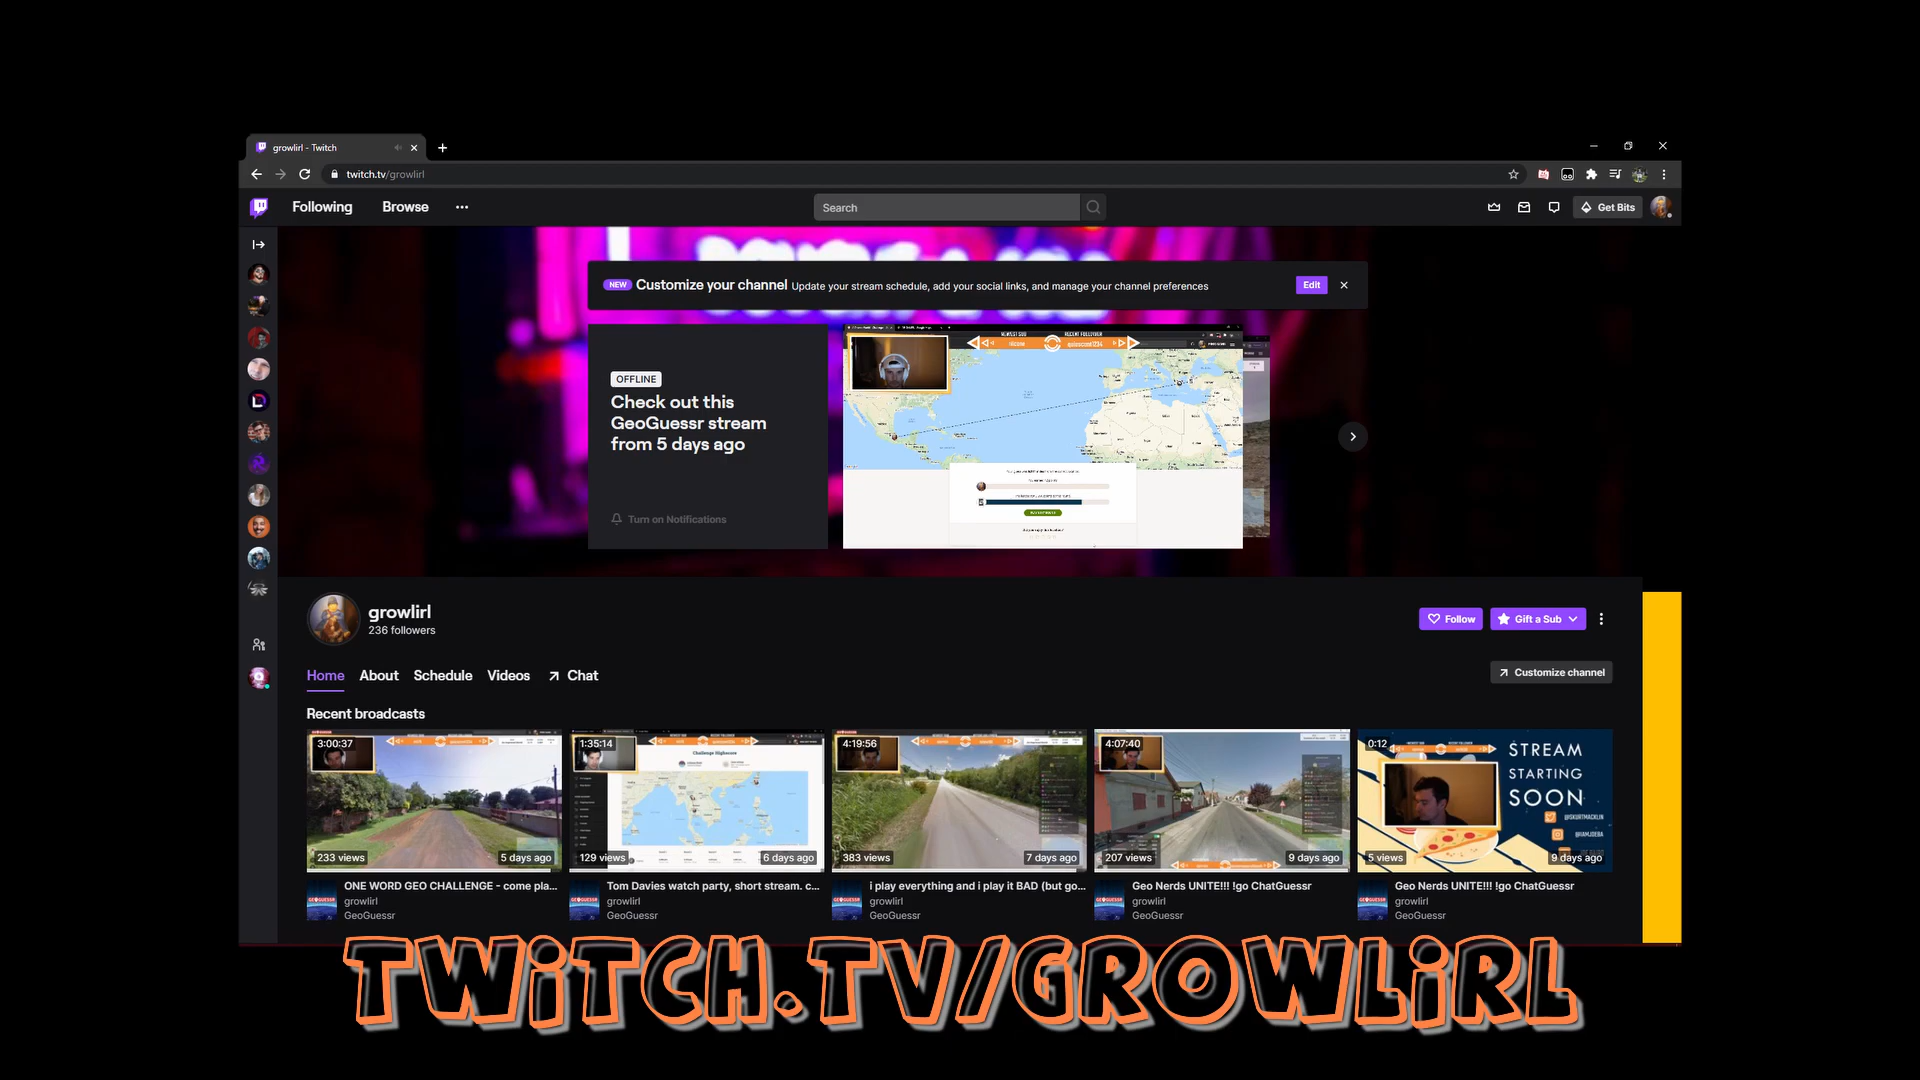 growlirl - Twitch
twitch.tv/growlirl
Following Browse
Search
Get Bits
NEW Customize your channel Update your stream schedule, add your social links, and manage your channel preferences Edit
OFFLINE
Check out this
GeoGuessr stream
from 5 days ago
Turn on Notifications
NEWEST SUB RECENT FOLLOWER
growlirl
236 followers
Follow Gift a Sub
Home About Schedule Videos Chat
Customize channel
Recent broadcasts
3:00:37
233 views 5 days ago
ONE WORD GEO CHALLENGE - come pla...
growlirl
GeoGuessr
1:35:14
Challenge Highscore
129 views 6 days ago
Tom Davies watch party, short stream. c...
growlirl
GeoGuessr
4:19:56
383 views 7 days ago
i play everything and i play it BAD (but go...
growlirl
GeoGuessr
4:07:40
207 views 9 days ago
Geo Nerds UNITE!!! !go ChatGuessr
growlirl
GeoGuessr
0:12
STREAM
STARTING
SOON
5 views 9 days ago
Geo Nerds UNITE!!! !go ChatGuessr
growlirl
GeoGuessr
TWiTCH.TV/GROWLiRL